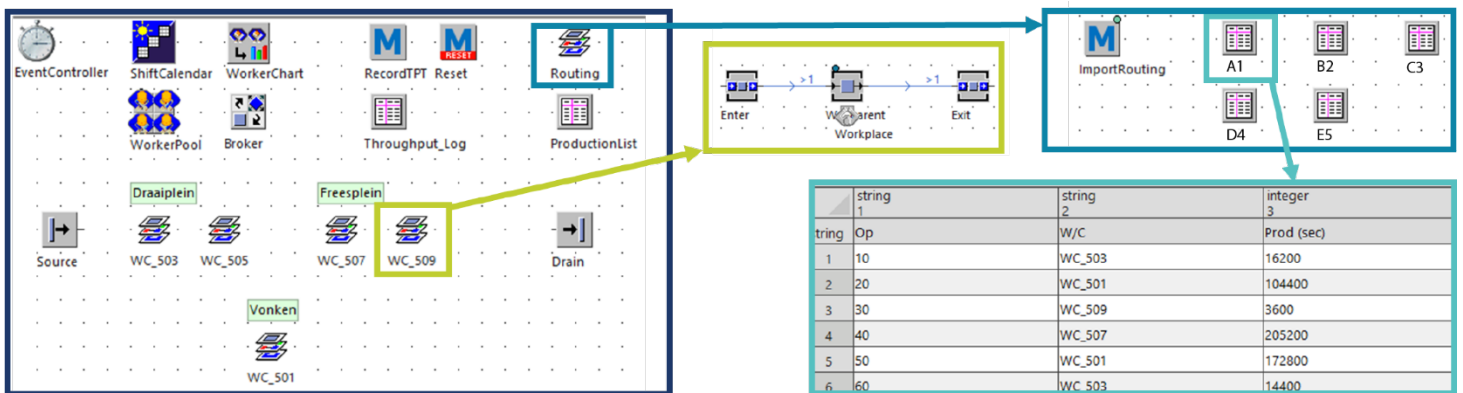 EventController
ShiftCalendar
WorkerChart
M
RecordTPT
M
RESET
Reset
Routing
WorkerPool
Broker
Throughput_Log
ProductionList
Draaiplein
Freesplein
Source
WC_503
WC_505
WC_507
WC_509
Drain
Vonken
WC_501
>1
>1
Enter
Exit
Workplace
M
ImportRouting
A1
B2
C3
D4
E5
string string integer
1 2 3
tring Op W/C Prod (sec)
1 10 WC_503 16200
2 20 WC_501 104400
3 30 WC_509 3600
4 40 WC_507 205200
5 50 WC_501 172800
6 60 WC_503 14400